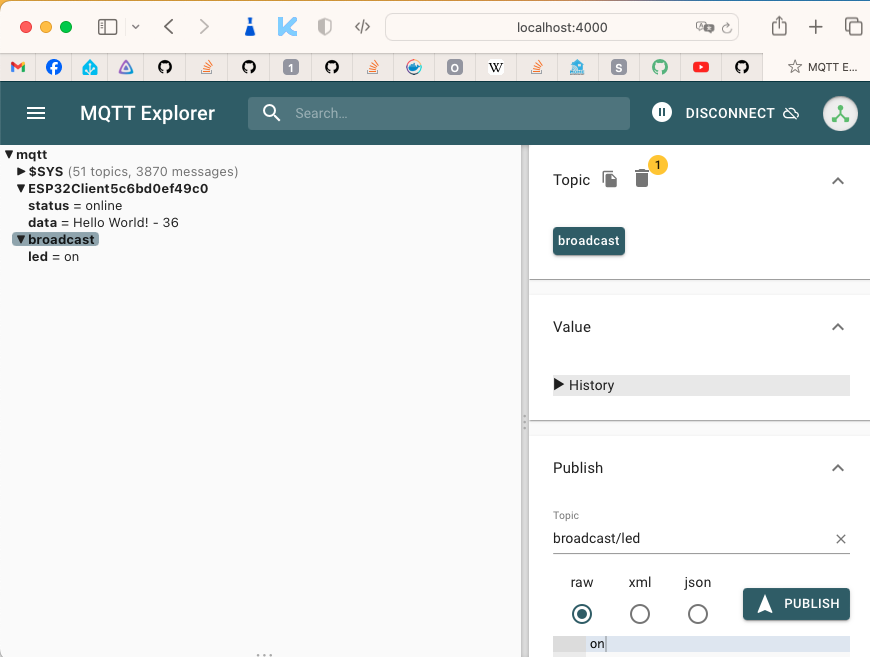 localhost:4000
1
O
W
S
MQTT E...
MQTT Explorer
Search...
DISCONNECT
▼mqtt
▶$SYS (51 topics, 3870 messages)
▼ESP32Client5c6bd0ef49c0
status = online
data = Hello World! - 36
▼broadcast
led = on
Topic
1
broadcast
Value
▶ History
Publish
Topic
broadcast/led
raw xml json
PUBLISH
on